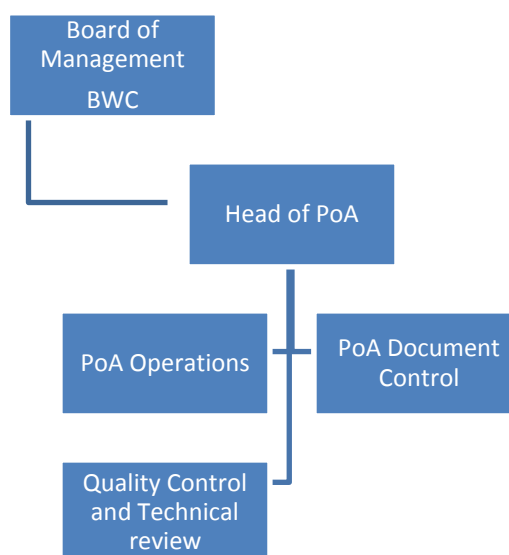 Board of
Management
BWC
Head of PoA
PoA Operations
PoA Document
Control
Quality Control
and Technical
review